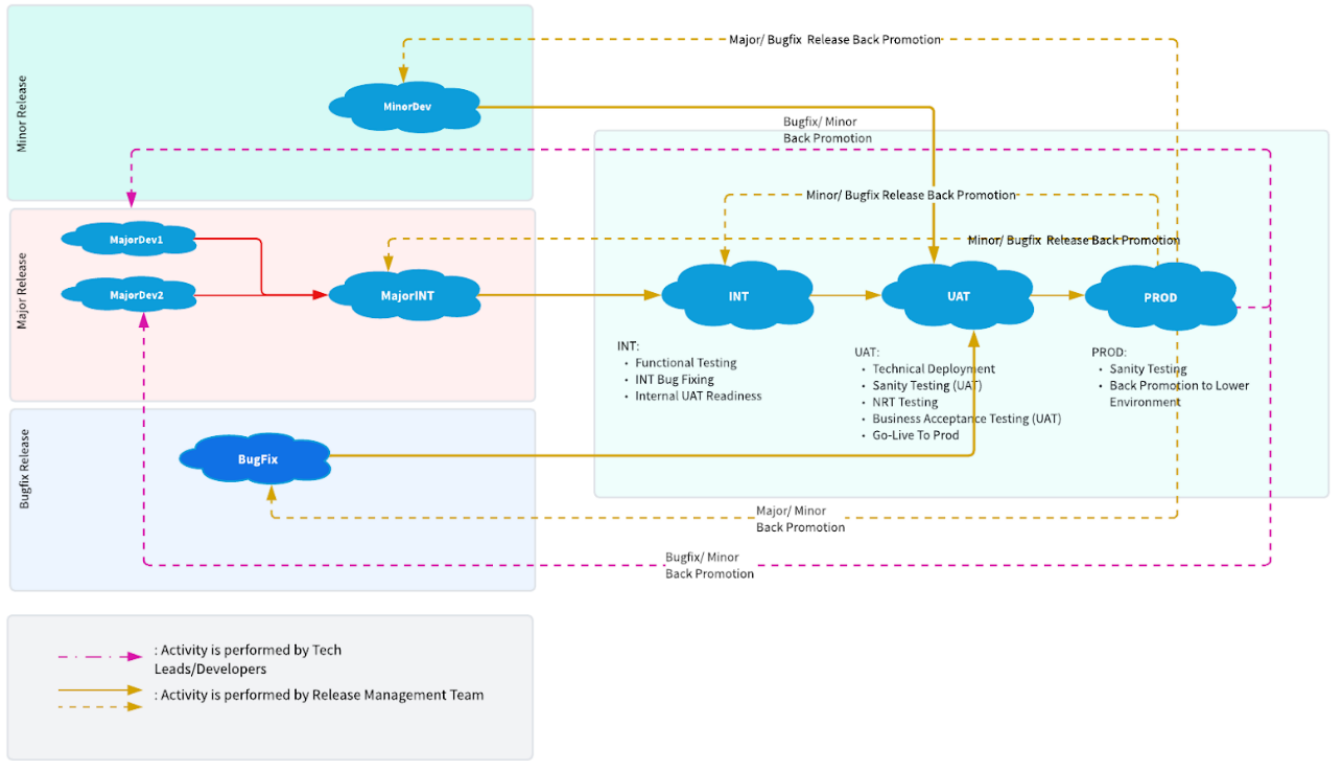 Major/ Bugfix  Release Back Promotion
Minor Release
MinorDev
Bugfix/ Minor
Back Promotion
Minor/ Bugfix Release Back Promotion
Major Release
MajorDev1
Minor/ Bugfix  Release Back Promotion
MajorDev2
MajorINT
INT
UAT
PROD
INT:
• Functional Testing
• INT Bug Fixing
• Internal UAT Readiness
UAT:
• Technical Deployment
• Sanity Testing (UAT)
• NRT Testing
• Business Acceptance Testing (UAT)
• Go-Live To Prod
PROD:
• Sanity Testing
• Back Promotion to Lower
Environment
Bugfix Release
BugFix
Major/ Minor
Back Promotion
Bugfix/ Minor
Back Promotion
: Activity is performed by Tech
Leads/Developers
: Activity is performed by Release Management Team